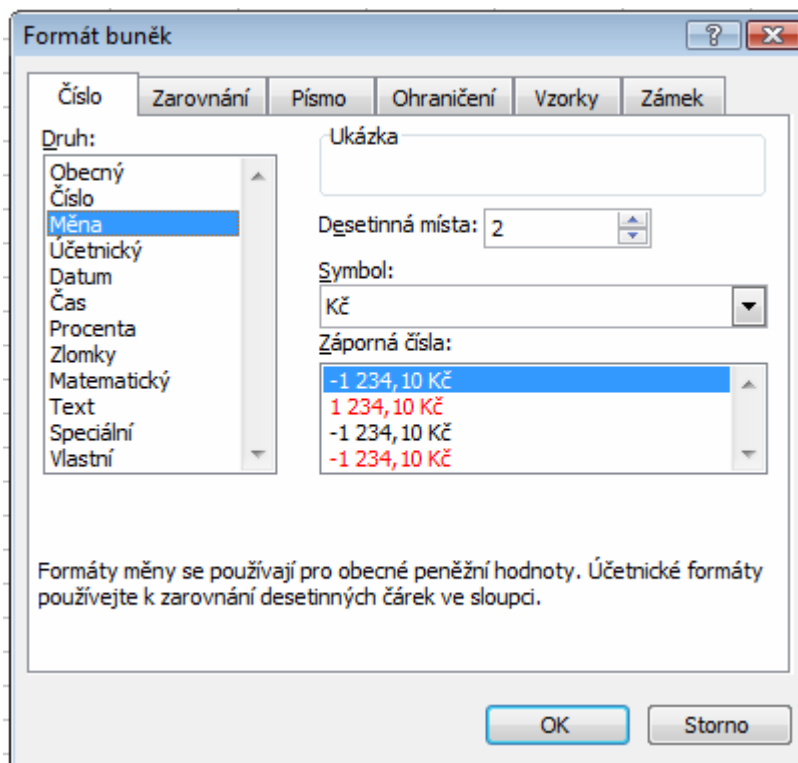 Formát buněk
Číslo Zarovnání Písmo Ohraničení Vzorky Zámek
Druh:
Obecný
Číslo
Měna
Účetnický
Datum
Čas
Procenta
Zlomky
Matematický
Text
Speciální
Vlastní
Ukázka
Desetinná místa: 2
Symbol:
Kč
Záporná čísla:
-1 234,10 Kč
1 234,10 Kč
-1 234,10 Kč
-1 234,10 Kč
Formáty měny se používají pro obecné peněžní hodnoty. Účetnické formáty
používejte k zarovnání desetinných čárek ve sloupci.
OK Storno